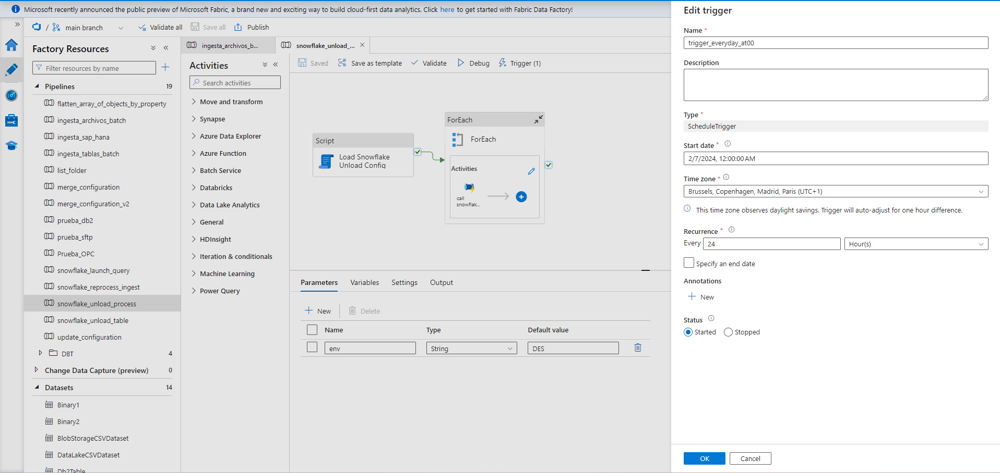 Microsoft recently announced the public preview of Microsoft Fabric, a brand new and exciting way to build cloud-first data analytics. Click here to get started with Fabric Data Factory!
/ main branch
Validate all
Save all
Publish
Factory Resources
Filter resources by name
Pipelines 19
flatten_array_of_objects_by_property
ingesta_archivos_batch
ingesta_sap_hana
ingesta_tablas_batch
list_folder
merge_configuration
merge_configuration_v2
prueba_db2
prueba_sftp
Prueba_OPC
snowflake_launch_query
snowflake_reprocess_ingest
snowflake_unload_process
snowflake_unload_table
update_configuration
DBT 4
Change Data Capture (preview) 0
Datasets 14
Binary1
Binary2
BlobStorageCSVDataset
DataLakeCSVDataset
Db2Table
ingesta_archivos_b...
snowflake_unload_...
Activities
Search activities
Move and transform
Synapse
Azure Data Explorer
Azure Function
Batch Service
Databricks
Data Lake Analytics
General
HDInsight
Iteration & conditionals
Machine Learning
Power Query
Saved
Save as template
Validate
Debug
Trigger (1)
Script
Load Snowflake
Unload Config
ForEach
ForEach
Activities
call
snowflak...
Parameters
Variables
Settings
Output
New
Delete
Name Type Default value
env String DES
Edit trigger
Name *
trigger_everyday_at00
Description
Type *
ScheduleTrigger
Start date *
2/7/2024, 12:00:00 AM
Time zone *
Brussels, Copenhagen, Madrid, Paris (UTC+1)
This time zone observes daylight savings. Trigger will auto-adjust for one hour difference.
Recurrence *
Every 24 Hour(s)
Specify an end date
Annotations
New
Status
Started Stopped
OK Cancel